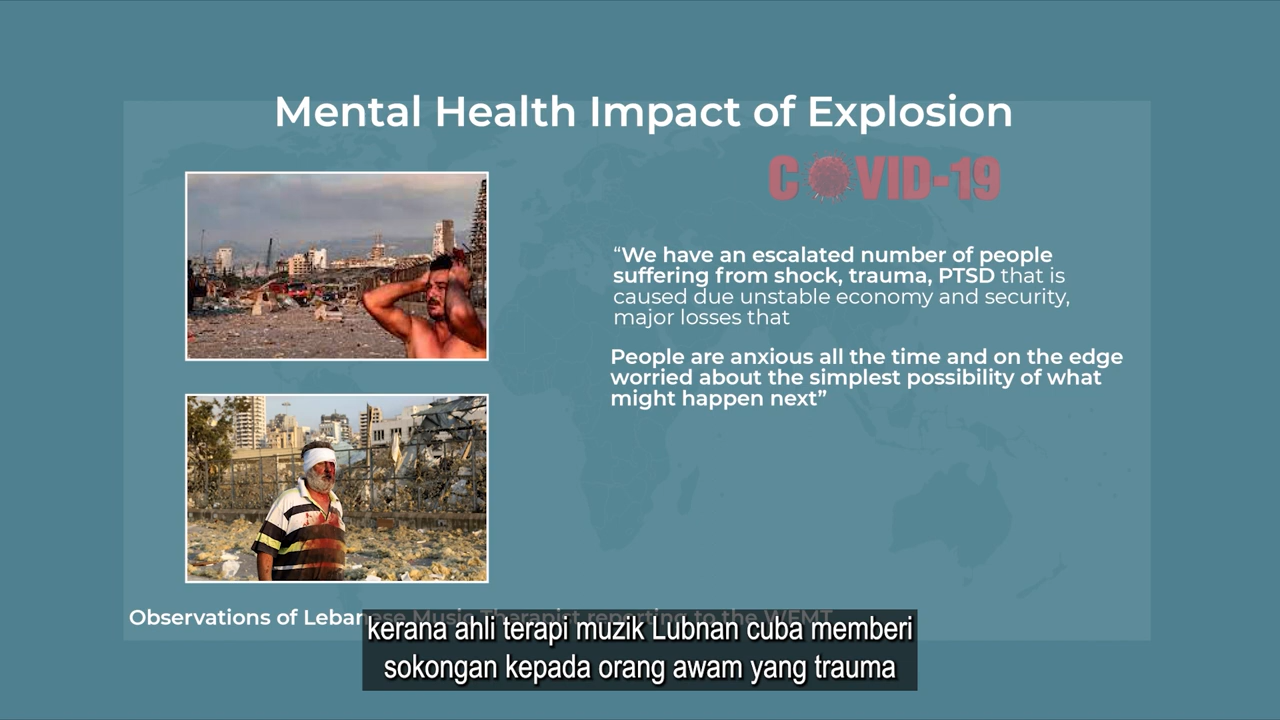 Mental Health Impact of Explosion
COVID-19
“We have an escalated number of people
suffering from shock, trauma, PTSD that is
caused due unstable economy and security,
major losses that
People are anxious all the time and on the edge
worried about the simplest possibility of what
might happen next”
Observations of Lebanese Music Therapist reporting to the WFMT
kerana ahli terapi muzik Lubnan cuba memberi
sokongan kepada orang awam yang trauma